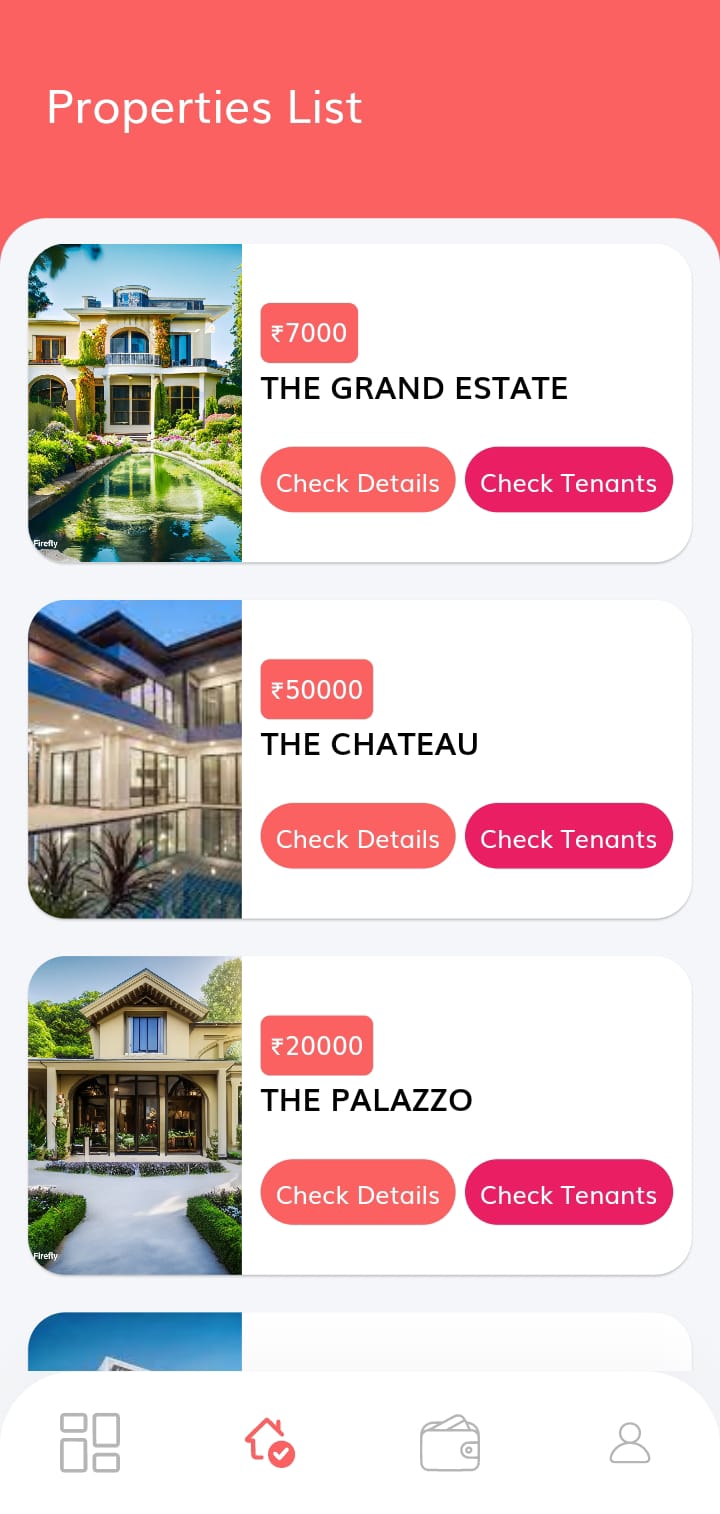 Properties List
₹7000
THE GRAND ESTATE
Check Details Check Tenants
Firefly
₹50000
THE CHATEAU
Check Details Check Tenants
₹20000
THE PALAZZO
Check Details Check Tenants
Firefly